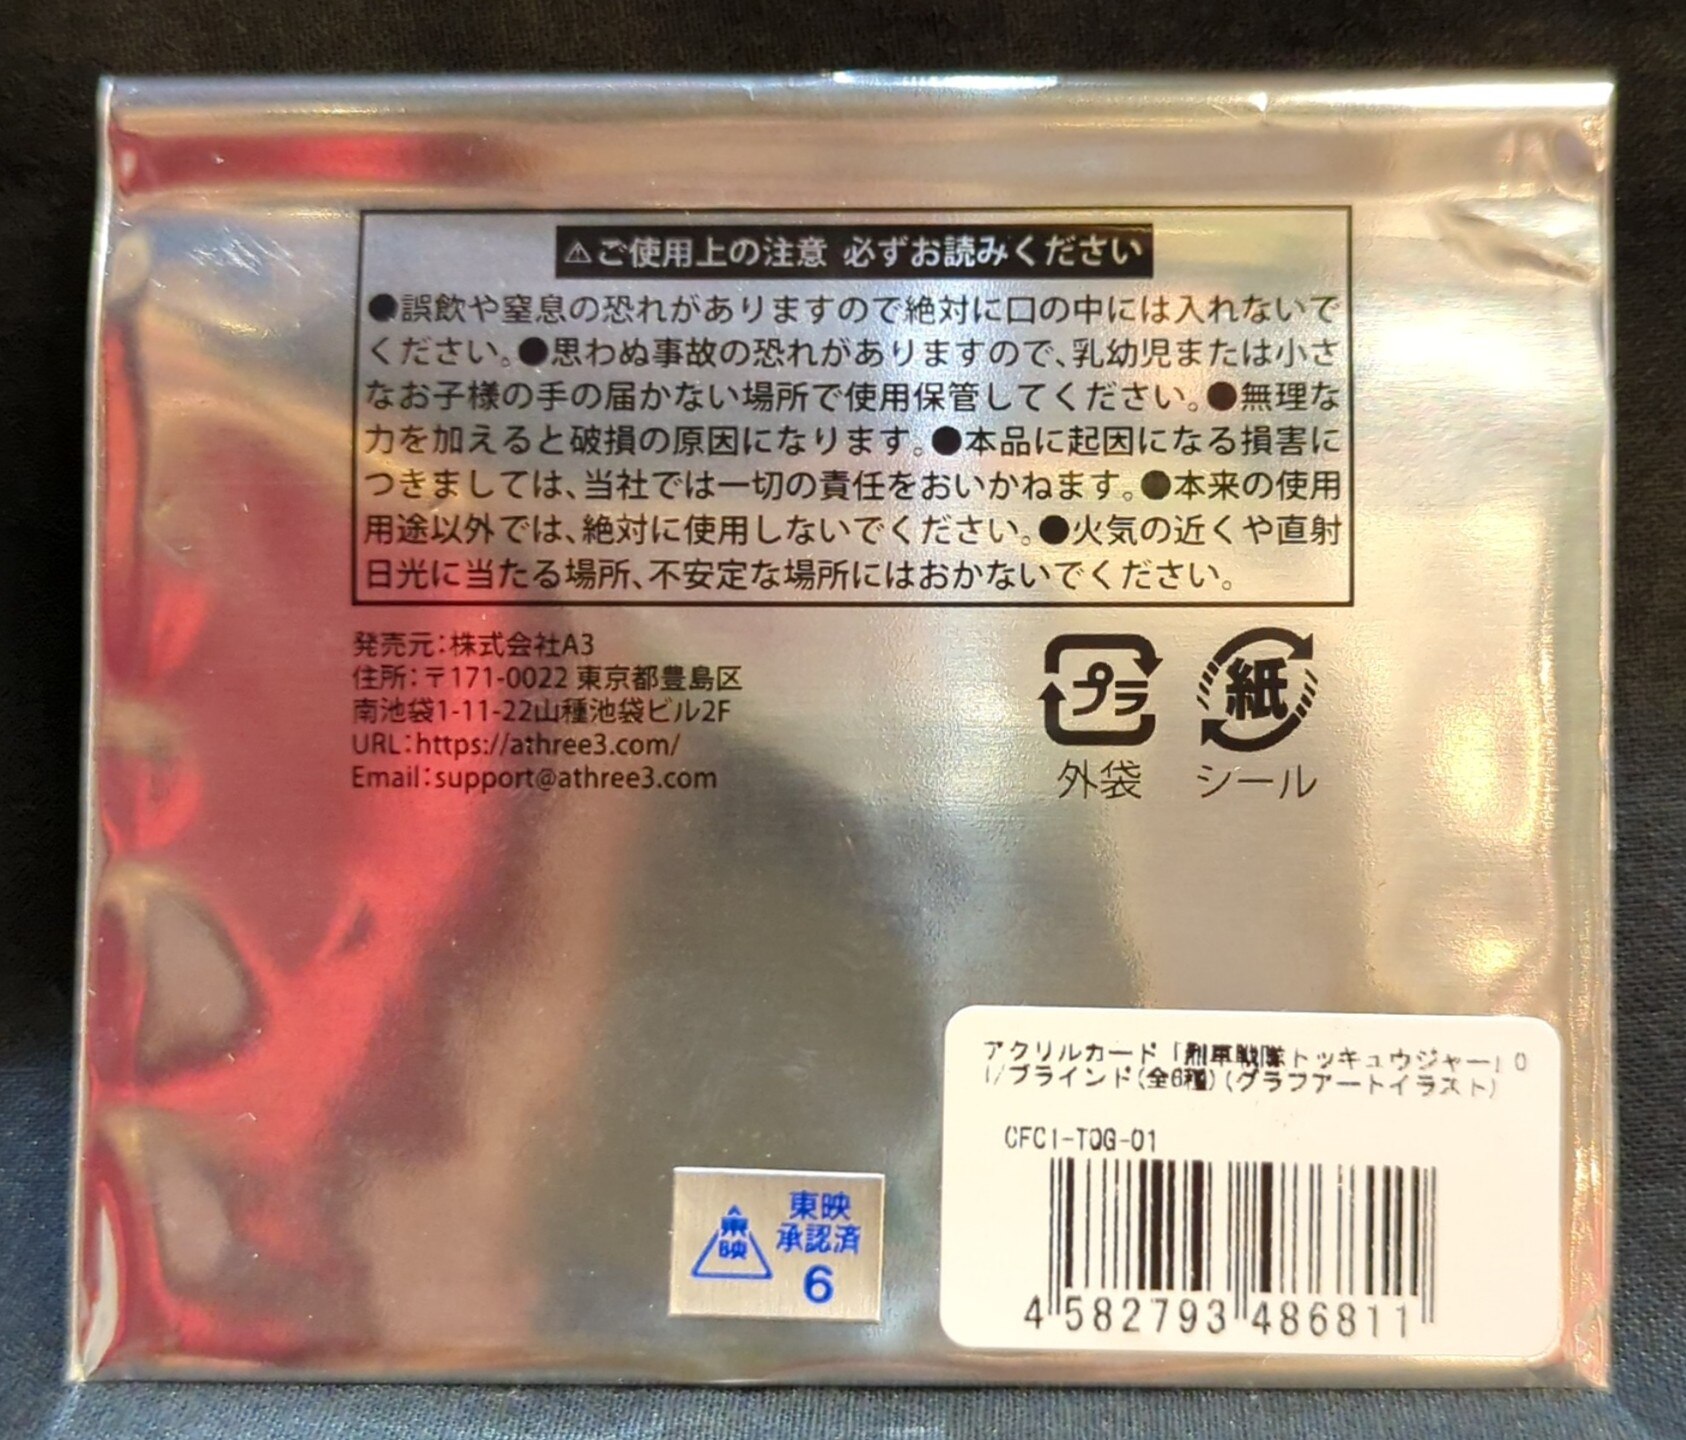 ⚠ご使用上の注意 必ずお読みください
●誤飲や窒息の恐れがありますので絶対に口の中には入れないで
ください。●思わぬ事故の恐れがありますので、乳幼児または小さ
なお子様の手の届かない場所で使用保管してください。●無理な
力を加えると破損の原因になります。●本品に起因になる損害に
つきましては、当社では一切の責任をおいかねます。●本来の使用
用途以外では、絶対に使用しないでください。●火気の近くや直射
日光に当たる場所、不安定な場所にはおかないでください。
発売元：株式会社A3
住所：〒171-0022 東京都豊島区
南池袋1-11-22山種池袋ビル2F
URL：https://athree3.com/
Email：support@athree3.com
プラ
外袋
紙
シール
東映
東映
承認済
6
アクリルカード「烈車戦隊トッキュウジャー」0
1/ブラインド(全6種)(グラフアートイラスト)
CFC1-TQG-01
4582793486811